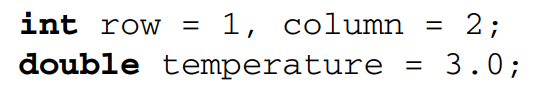 int row = 1, column = 2;
double temperature = 3.0;